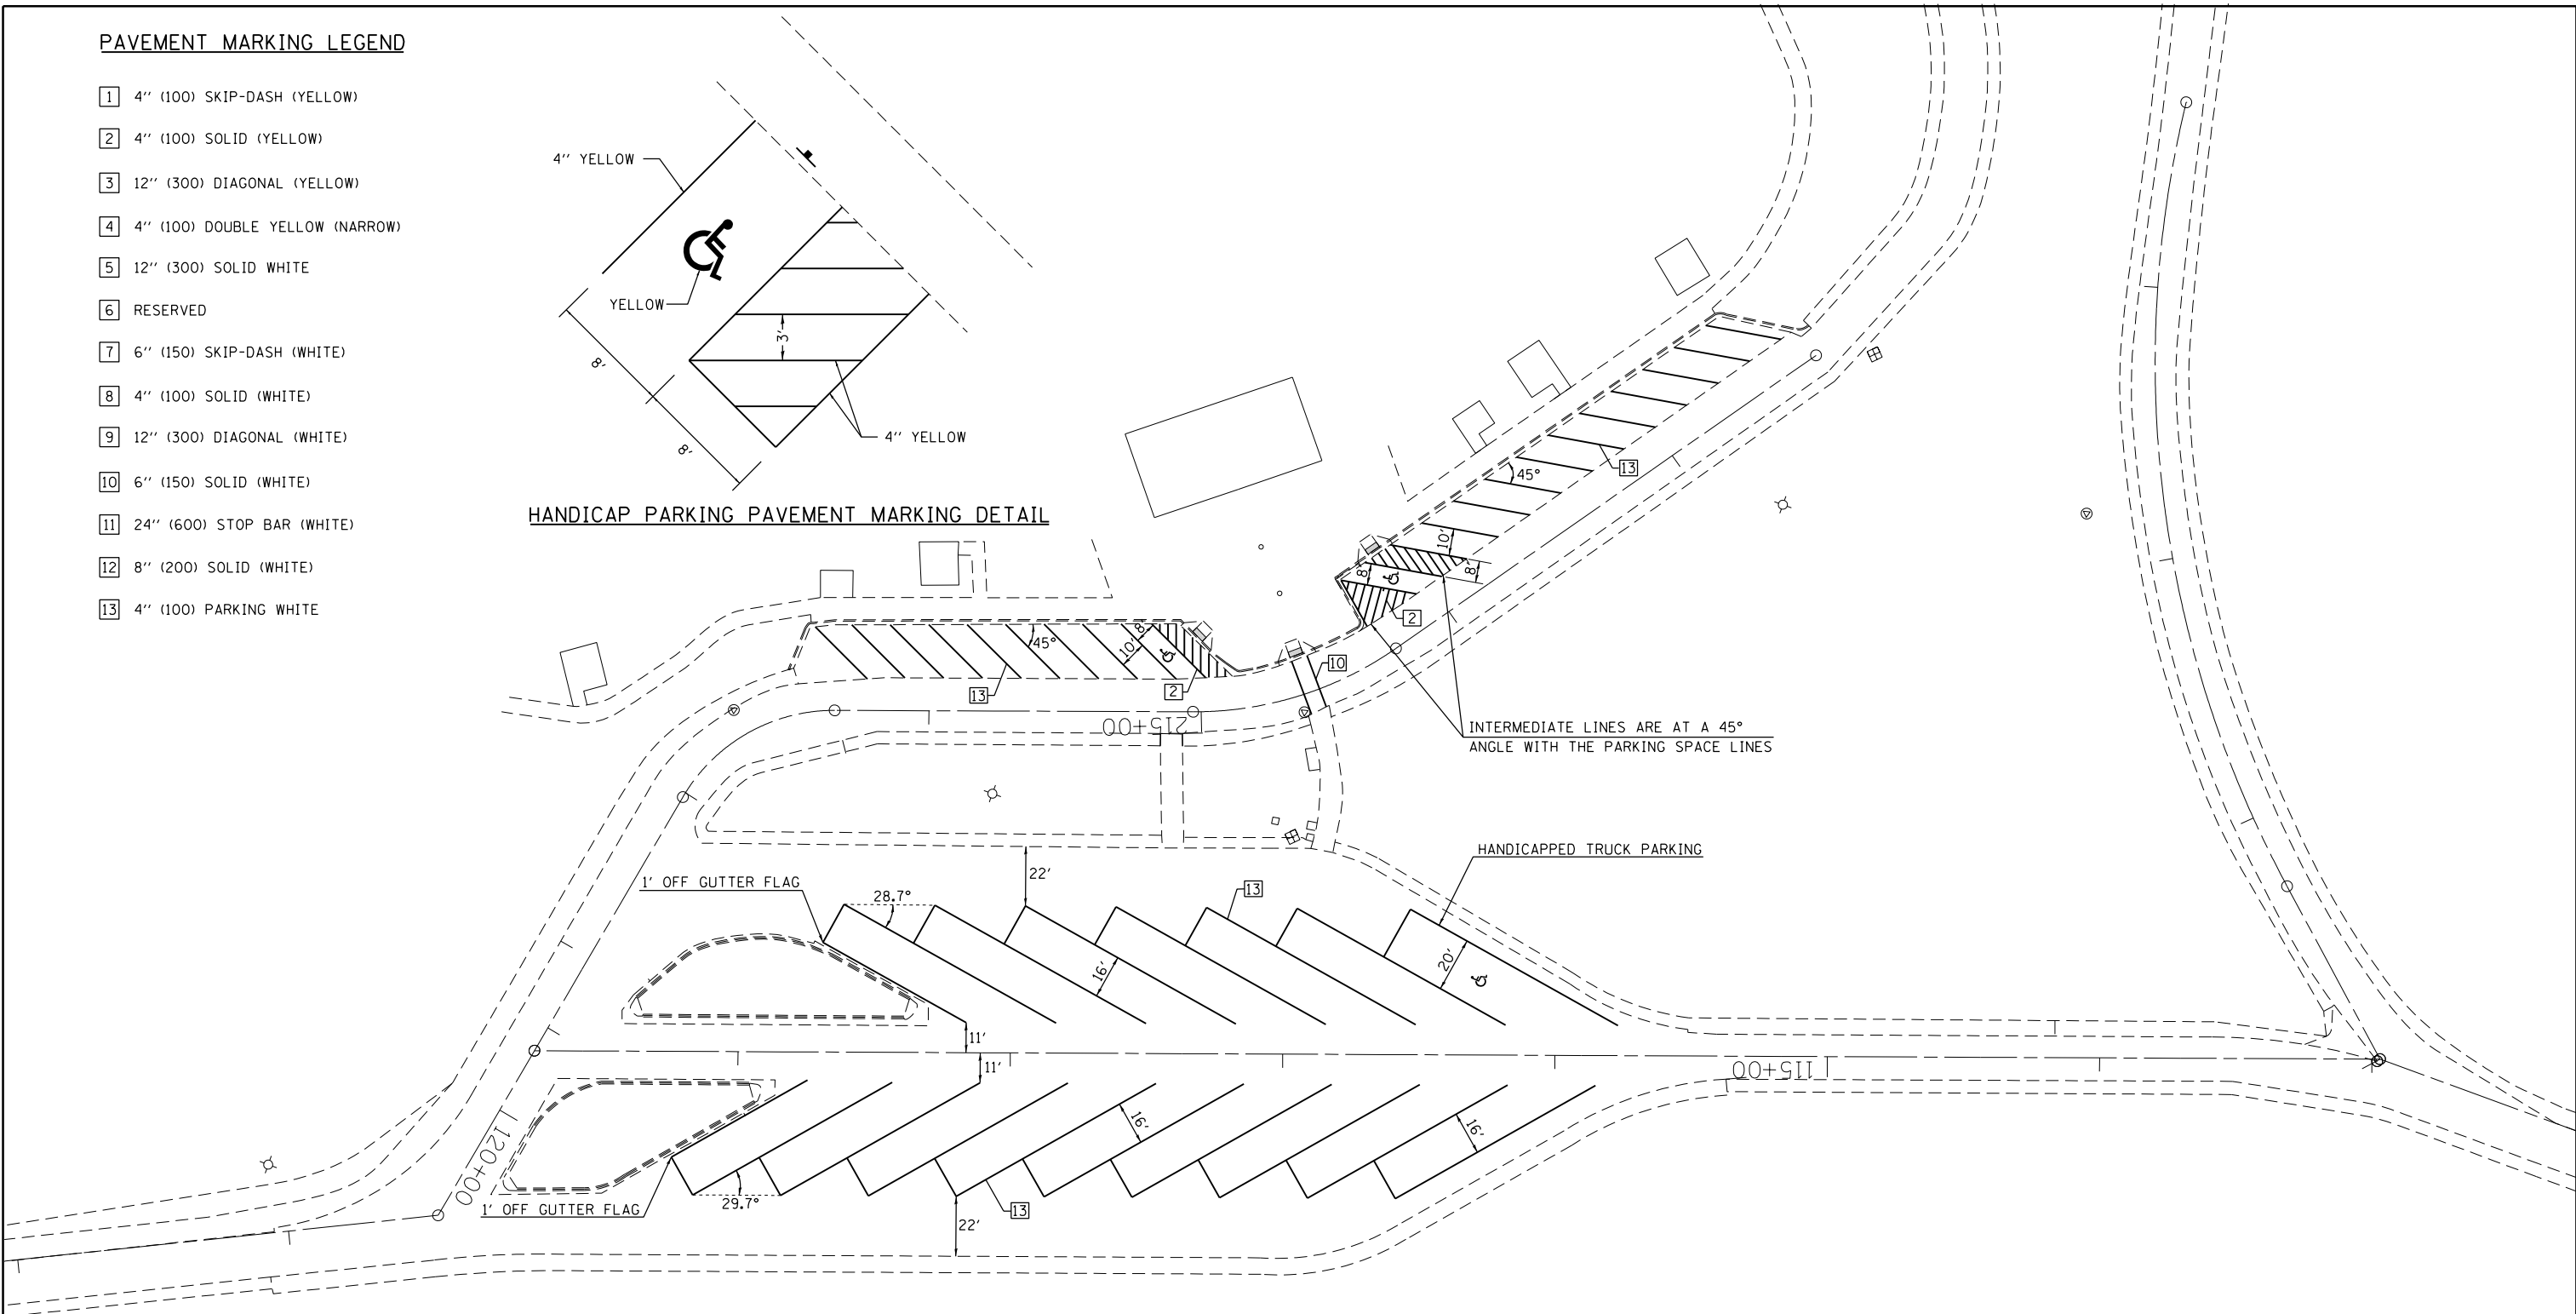 PAVEMENT MARKING LEGEND
1 4'' (100) SKIP-DASH (YELLOW)
2 4'' (100) SOLID (YELLOW)
3 12'' (300) DIAGONAL (YELLOW)
4 4'' (100) DOUBLE YELLOW (NARROW)
5 12'' (300) SOLID WHITE
6 RESERVED
7 6'' (150) SKIP-DASH (WHITE)
8 4'' (100) SOLID (WHITE)
9 12'' (300) DIAGONAL (WHITE)
10 6'' (150) SOLID (WHITE)
11 24'' (600) STOP BAR (WHITE)
12 8'' (200) SOLID (WHITE)
13 4'' (100) PARKING WHITE
4'' YELLOW
YELLOW
3'
8'
8'
4'' YELLOW
HANDICAP PARKING PAVEMENT MARKING DETAIL
13
45°
10'
8'
8'
2
8'
45°
10'
13
2
10
215+00
INTERMEDIATE LINES ARE AT A 45°
ANGLE WITH THE PARKING SPACE LINES
HANDICAPPED TRUCK PARKING
22'
1' OFF GUTTER FLAG
28.7°
13
16'
20'
11'
11'
115+00
16'
16'
120+00
29.7°
1' OFF GUTTER FLAG
13
22'